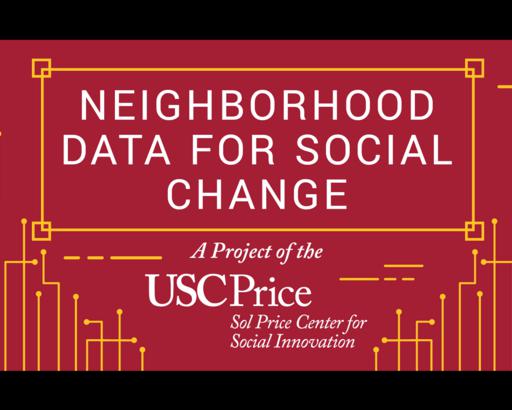 NEIGHBORHOOD
DATA FOR SOCIAL
CHANGE
A Project of the
USCPrice
Sol Price Center for
Social Innovation